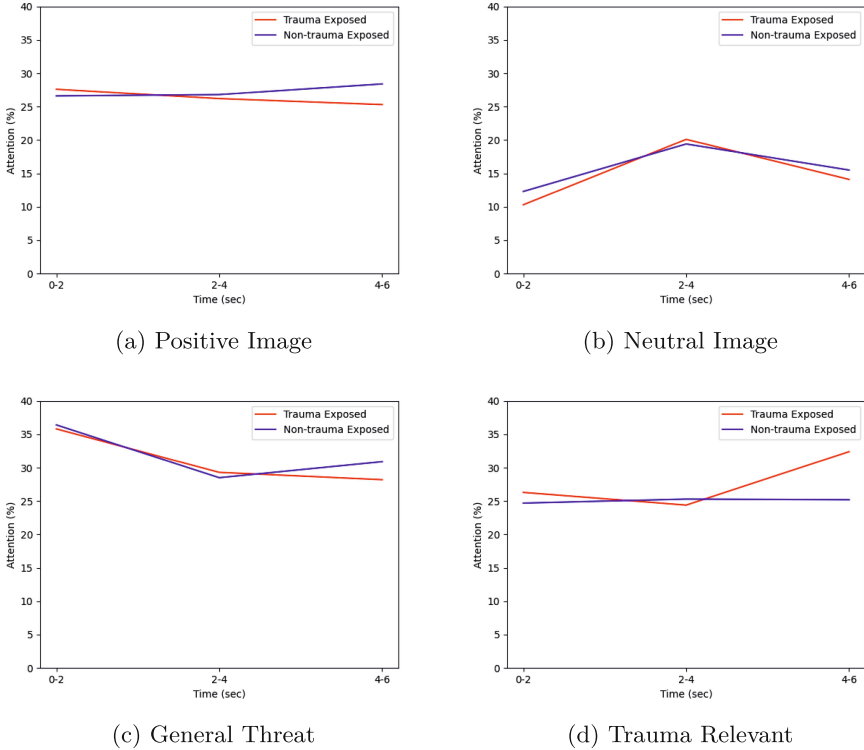 40
35
30
25
20
15
10
5
0
Attention (%)
Trauma Exposed
Non-trauma Exposed
0-2 2-4 4-6
Time (sec)
(a) Positive Image
40
35
30
25
20
15
10
5
0
Attention (%)
Trauma Exposed
Non-trauma Exposed
0-2 2-4 4-6
Time (sec)
(b) Neutral Image
40
35
30
25
20
15
10
5
0
Attention (%)
Trauma Exposed
Non-trauma Exposed
0-2 2-4 4-6
Time (sec)
(c) General Threat
40
35
30
25
20
15
10
5
0
Attention (%)
Trauma Exposed
Non-trauma Exposed
0-2 2-4 4-6
Time (sec)
(d) Trauma Relevant